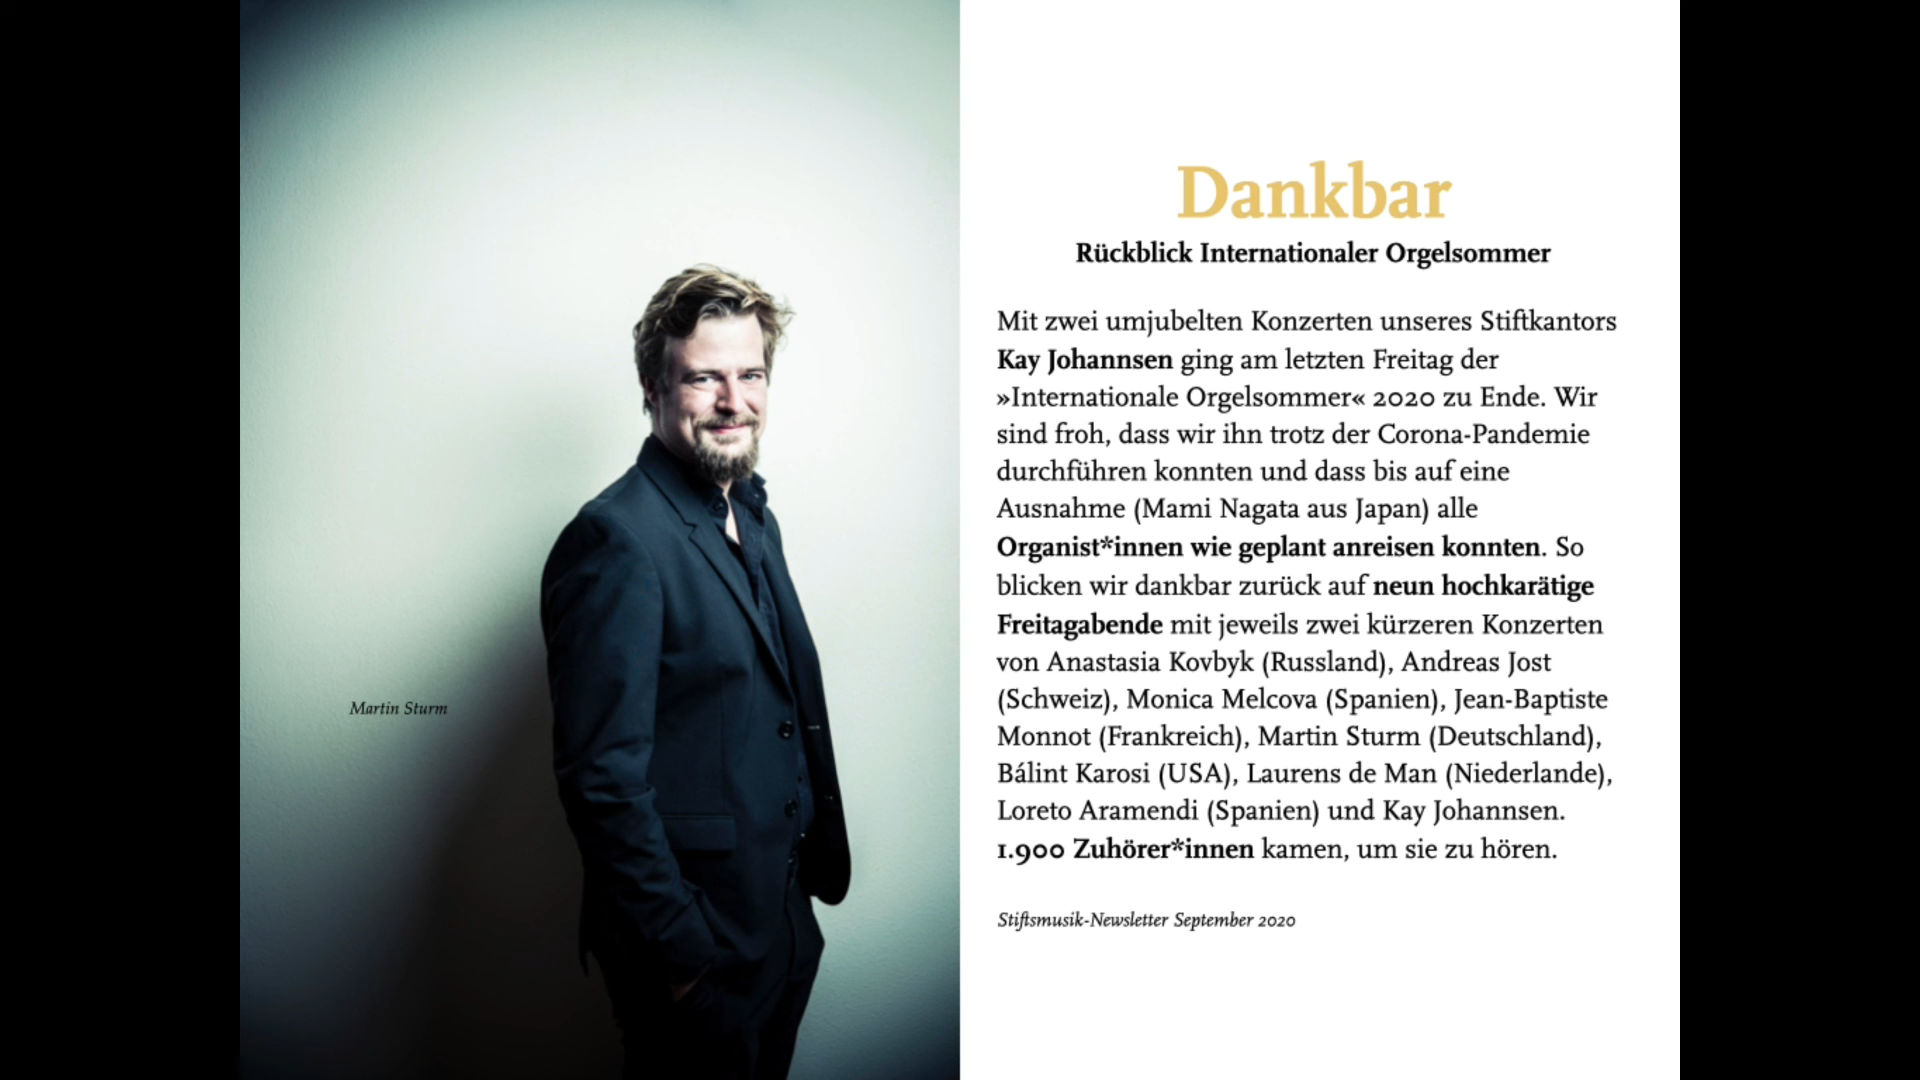 Martin Sturm
Dankbar
Rückblick Internationaler Orgelsommer
Mit zwei umjubelten Konzerten unseres Stiftkantors
Kay Johannsen ging am letzten Freitag der
»Internationale Orgelsommer« 2020 zu Ende. Wir
sind froh, dass wir ihn trotz der Corona-Pandemie
durchführen konnten und dass bis auf eine
Ausnahme (Mami Nagata aus Japan) alle
Organist*innen wie geplant anreisen konnten. So
blicken wir dankbar zurück auf neun hochkarätige
Freitagabende mit jeweils zwei kürzeren Konzerten
von Anastasia Kovbyk (Russland), Andreas Jost
(Schweiz), Monica Melcova (Spanien), Jean-Baptiste
Monnot (Frankreich), Martin Sturm (Deutschland),
Bálint Karosi (USA), Laurens de Man (Niederlande),
Loreto Aramendi (Spanien) und Kay Johannsen.
1.900 Zuhörer*innen kamen, um sie zu hören.
Stiftsmusik-Newsletter September 2020